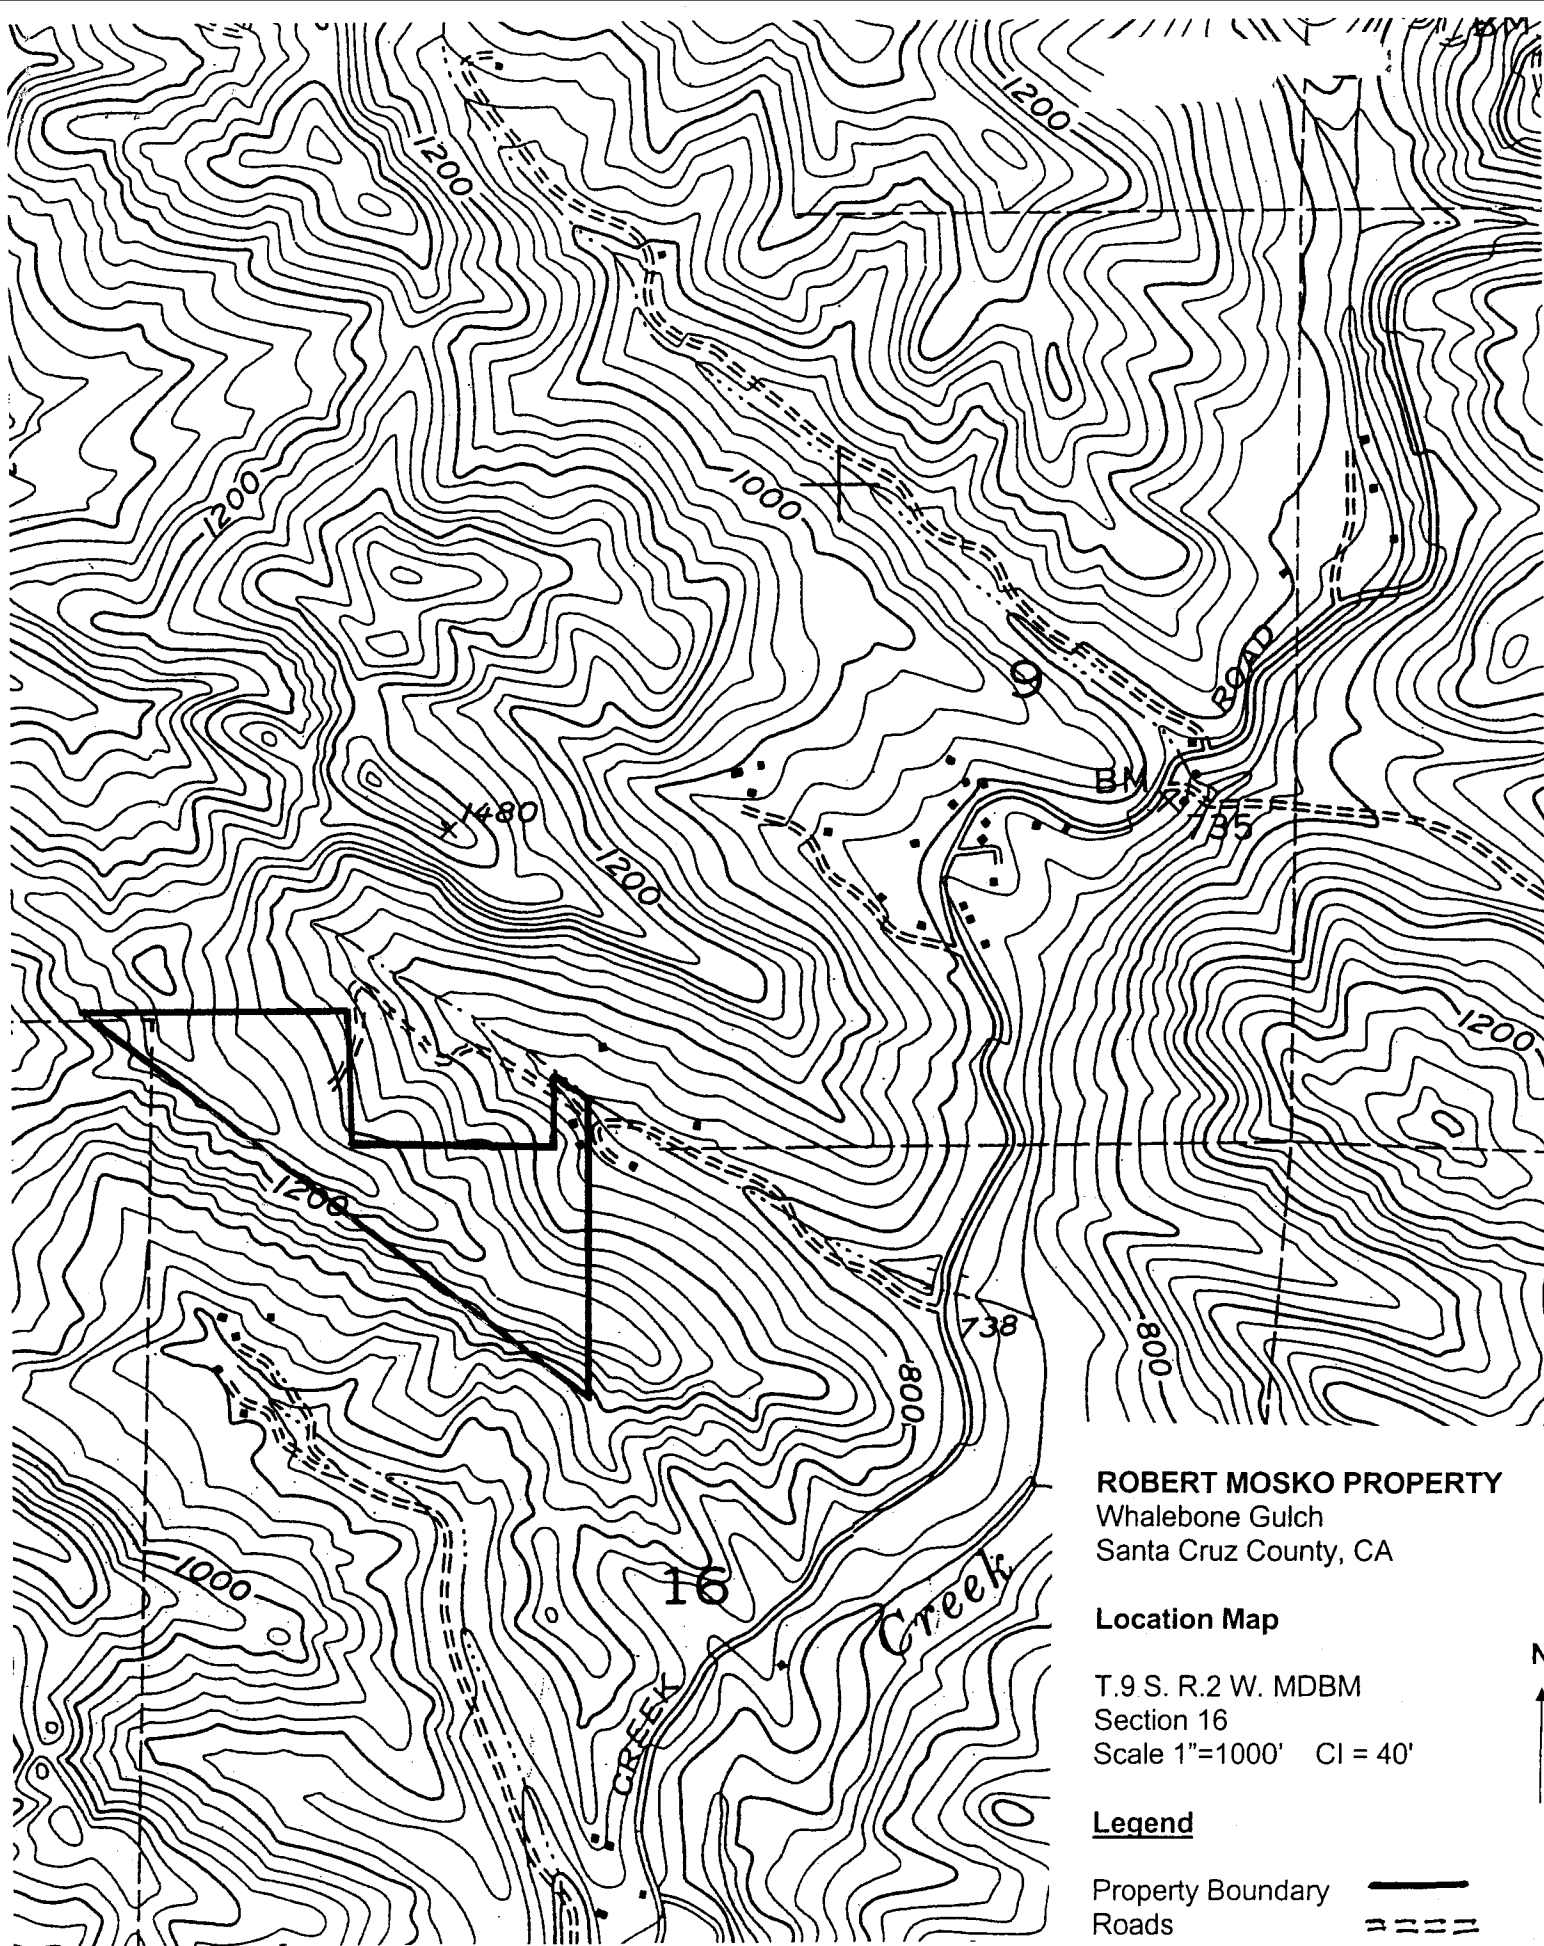 BM
1200
1200
1200
1000
9
ROAD
BM
735
1480
1200
1200
1200
738
800
800
1000
16
Creek
CREEK
ROBERT MOSKO PROPERTY
Whalebone Gulch
Santa Cruz County, CA
Location Map
N
T.9 S. R.2 W. MDBM
Section 16
Scale 1"=1000' CI = 40'
Legend
Property Boundary
Roads